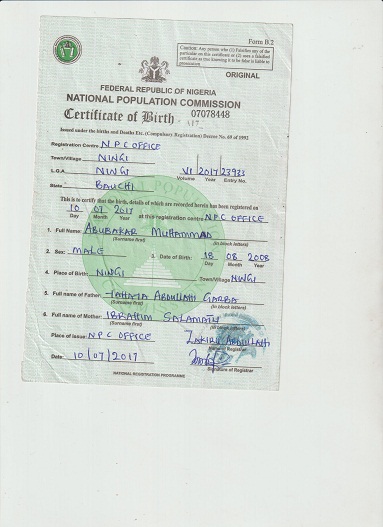 Form B.2
Caution: Any person who (1) Falsifies any of the
particular on this certificate or (2) uses a falsified
certificate as true knowing it to be false is liable to
prosecution
ORIGINAL
FEDERAL REPUBLIC OF NIGERIA
NATIONAL POPULATION COMMISSION
Certificate of Birth 07078448
Issued under the births and Deaths Etc. (Compulsory Registration) Decree No. 69 of 1992
Registration Centre NPC OFFICE
Town/Village NINGI
L.G.A NINGI VI 2017 23933
Volume Year Entry No.
State BAUCHI
This is to certify that the birth, details of which are recorded herein has been registered on
10 07 2017 at this registration centre NPC OFFICE
Day Month Year
1. Full Name: ABUBAKAR MUHAMMAD
(Surname first) (in block letters)
2. Sex: MALE 3. Date of Birth: 18 08 2008
Day Month Year
4. Place of Birth: NINGI Town/Village NINGI
5. Full name of Father: ABDULLAHI GARBA
(Surname first) (in block letters)
6. Full name of Mother: IBRAHIM SALAMATU
(Surname first) (in block letters)
Place of Issue: NPC OFFICE ABDULLAHI
Name of Registrar
Date: 10/07/2017
Signature of Registrar
NATIONAL REGISTRATION PROGRAMME